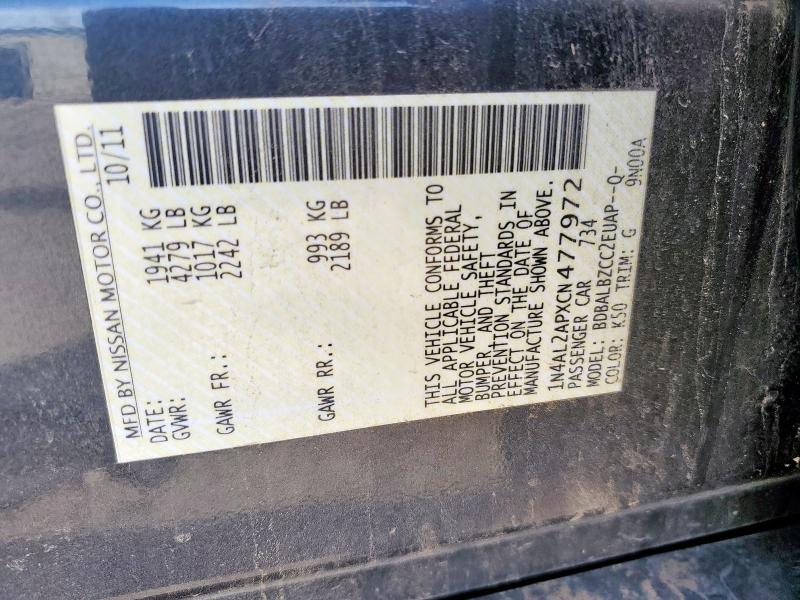 MFD BY NISSAN MOTOR CO., LTD.
DATE: 10/11
GVWR: 1941 KG
4279 LB
GAWR FR.: 1017 KG
2242 LB
GAWR RR.: 993 KG
2189 LB
THIS VEHICLE CONFORMS TO
ALL APPLICABLE FEDERAL
MOTOR VEHICLE SAFETY,
BUMPER, AND THEFT
PREVENTION STANDARDS IN
EFFECT ON THE DATE OF
MANUFACTURE SHOWN ABOVE.
1N4AL2APXCN477972
PASSENGER CAR 734
MODEL: BDBALBZCC2EUAP--Q-
COLOR: K50 TRIM: G 9N00A